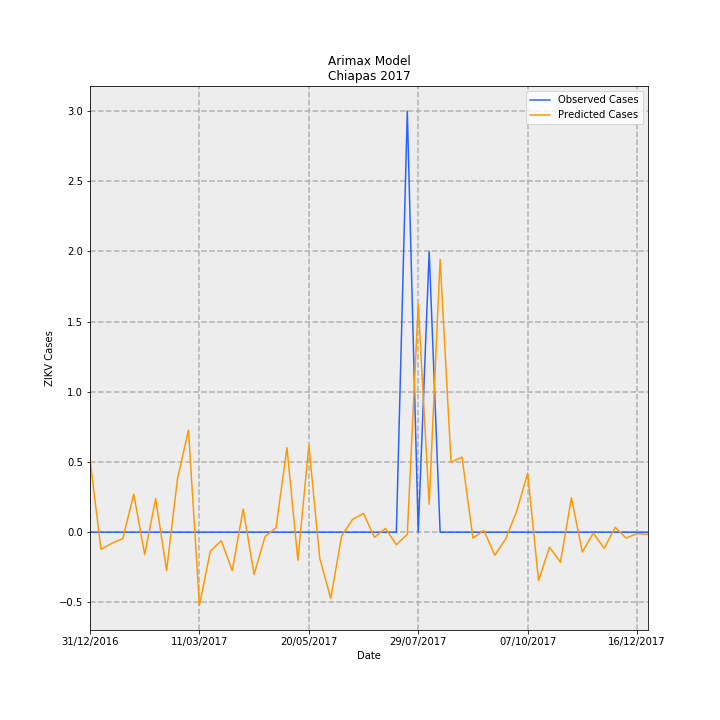 Arimax Model
Chiapas 2017
Observed Cases
Predicted Cases
ZIKV Cases
3.0
2.5
2.0
1.5
1.0
0.5
0.0
−0.5
31/12/2016
11/03/2017
20/05/2017
29/07/2017
07/10/2017
16/12/2017
Date